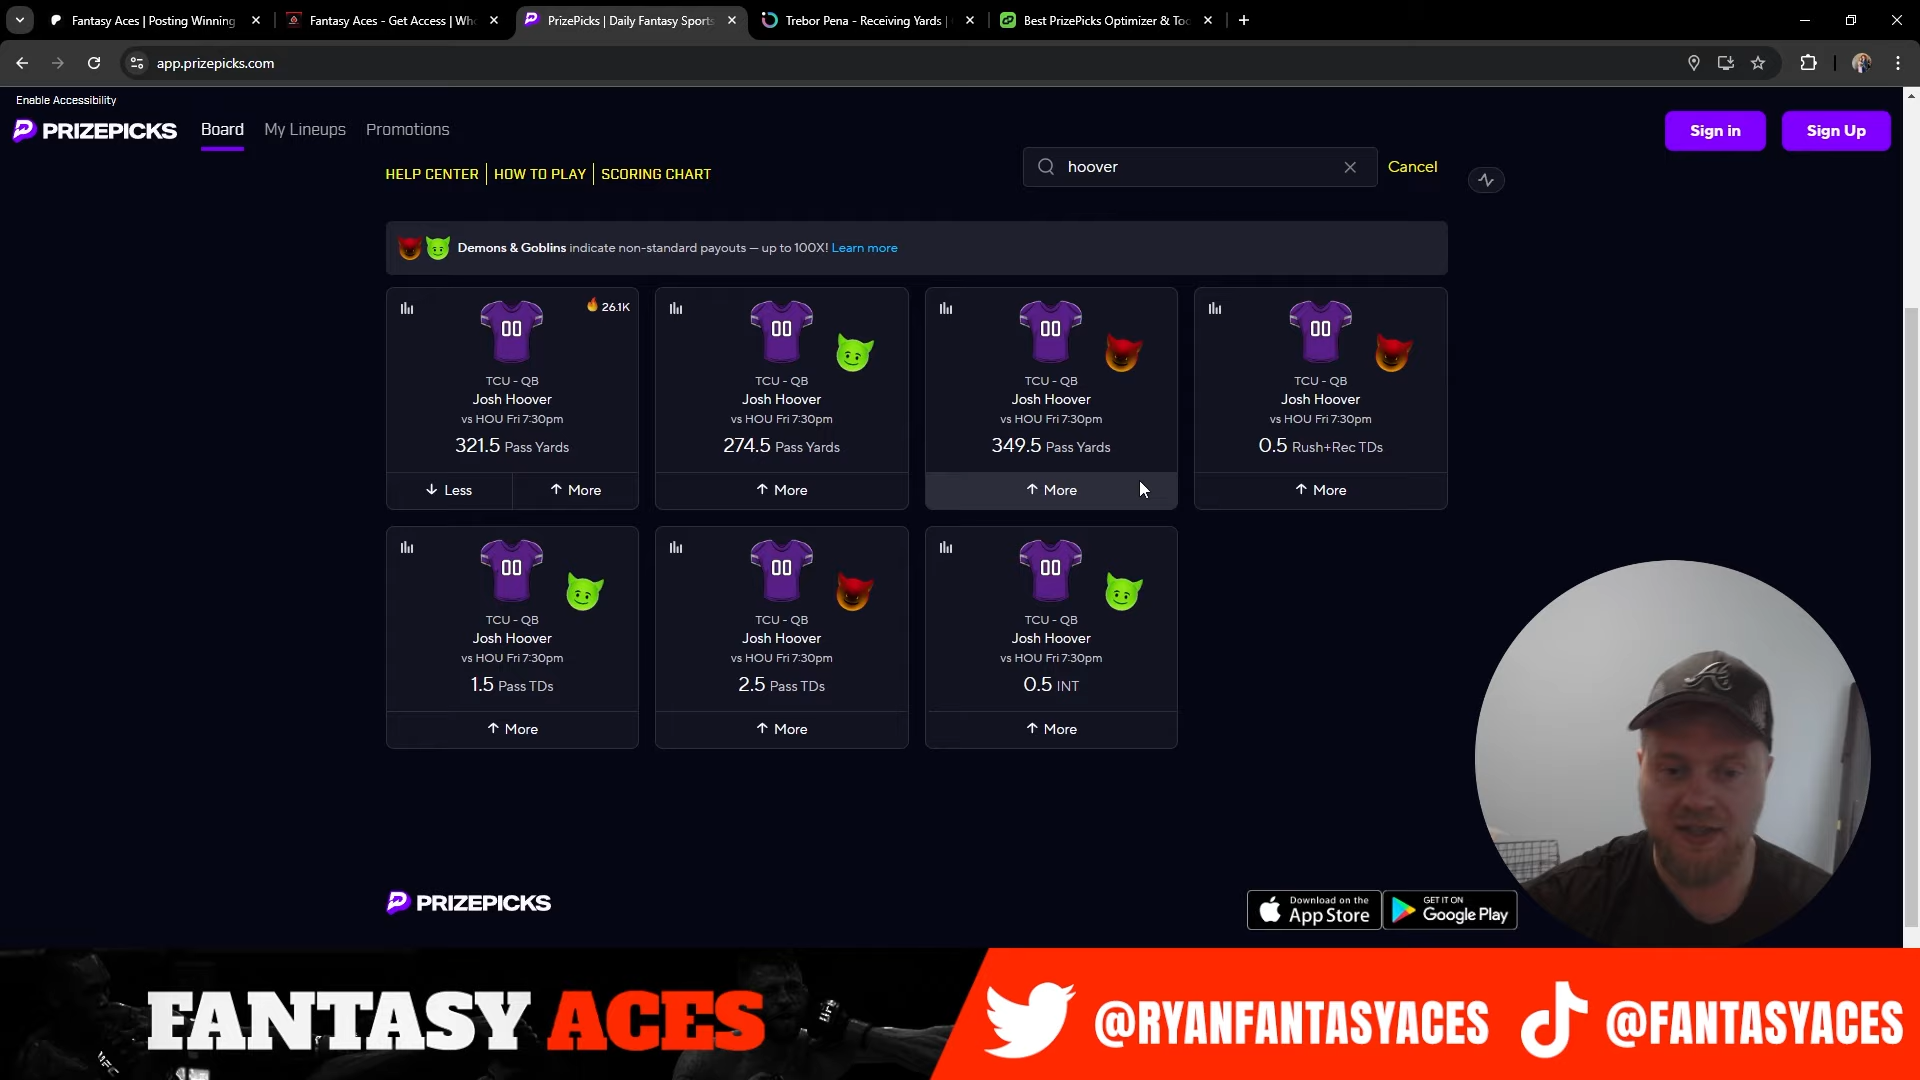 Fantasy Aces | Posting Winning
Fantasy Aces - Get Access | Who
PrizePicks | Daily Fantasy Sports
Trebor Pena - Receiving Yards |
Best PrizePicks Optimizer & Too
app.prizepicks.com
Enable Accessibility
PRIZEPICKS
Board
My Lineups
Promotions
Sign in
Sign Up
HELP CENTER
HOW TO PLAY
SCORING CHART
hoover
Cancel
Demons & Goblins indicate non-standard payouts – up to 100X! Learn more
26.1K
00
TCU - QB
Josh Hoover
vs HOU Fri 7:30pm
321.5 Pass Yards
Less
More
00
TCU - QB
Josh Hoover
vs HOU Fri 7:30pm
274.5 Pass Yards
More
00
TCU - QB
Josh Hoover
vs HOU Fri 7:30pm
349.5 Pass Yards
More
00
TCU - QB
Josh Hoover
vs HOU Fri 7:30pm
0.5 Rush+Rec TDs
More
00
TCU - QB
Josh Hoover
vs HOU Fri 7:30pm
1.5 Pass TDs
More
00
TCU - QB
Josh Hoover
vs HOU Fri 7:30pm
2.5 Pass TDs
More
00
TCU - QB
Josh Hoover
vs HOU Fri 7:30pm
0.5 INT
More
PRIZEPICKS
Download on the
App Store
GET IT ON
Google Play
FANTASY ACES
@RYANFANTASYACES
@FANTASYACES